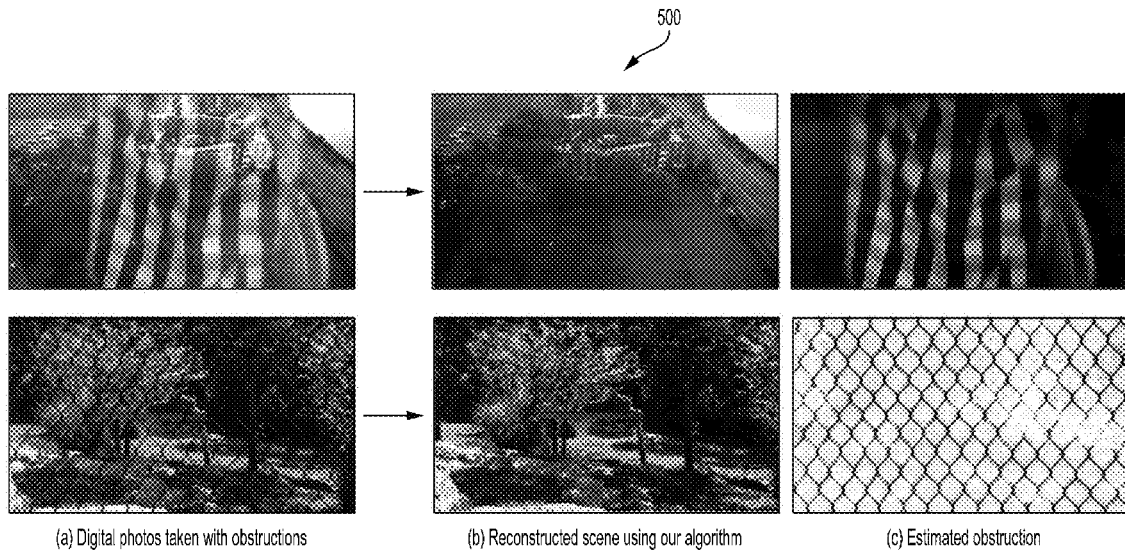 500
(a) Digital photos taken with obstructions
(b) Reconstructed scene using our algorithm
(c) Estimated obstruction